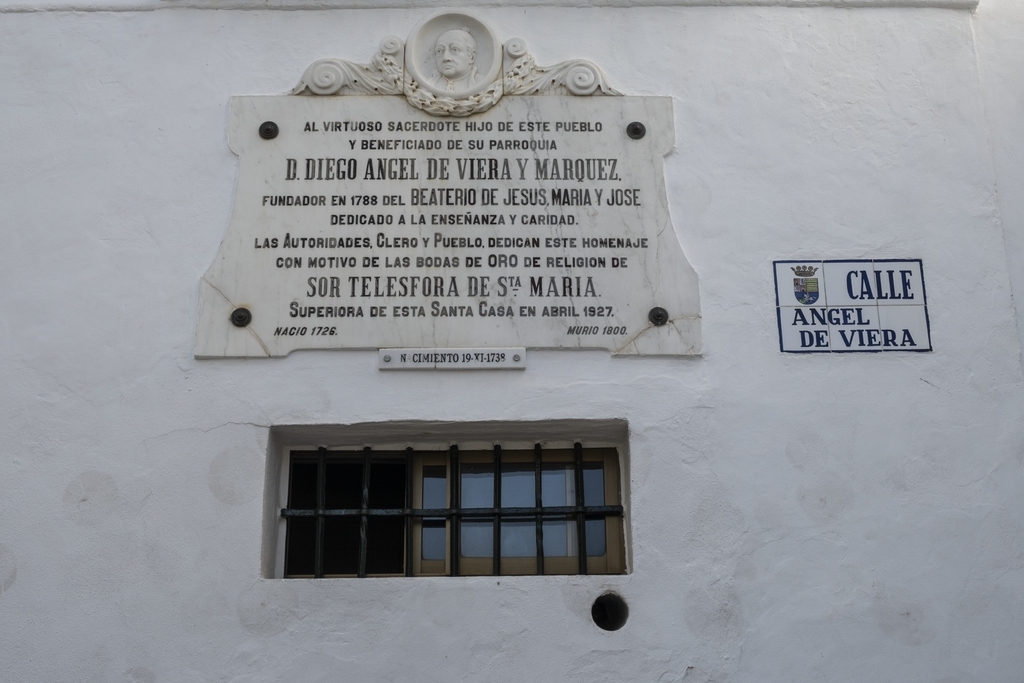 AL VIRTUOSO SACERDOTE HIJO DE ESTE PUEBLO
Y BENEFICIADO DE SU PARROQUIA
D. DIEGO ANGEL DE VIERA Y MARQUEZ,
FUNDADOR EN 1788 DEL BEATERIO DE JESUS, MARIA Y JOSE
DEDICADO A LA ENSEÑANZA Y CARIDAD.
LAS AUTORIDADES, CLERO Y PUEBLO, DEDICAN ESTE HOMENAJE
CON MOTIVO DE LAS BODAS DE ORO DE RELIGION DE
SOR TELESFORA DE STA MARIA.
SUPERIORA DE ESTA SANTA CASA EN ABRIL 1927.
NACIO 1726. MURIO 1800.
N CIMIENTO 19-XI-1738
CALLE
ANGEL
DE VIERA